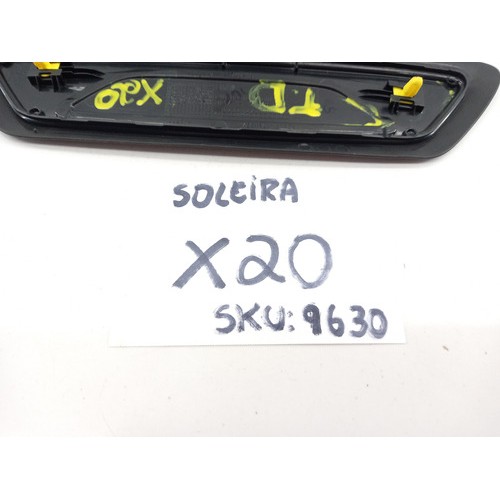 X20 TD
SOLEIRA
X20
SKU: 9630